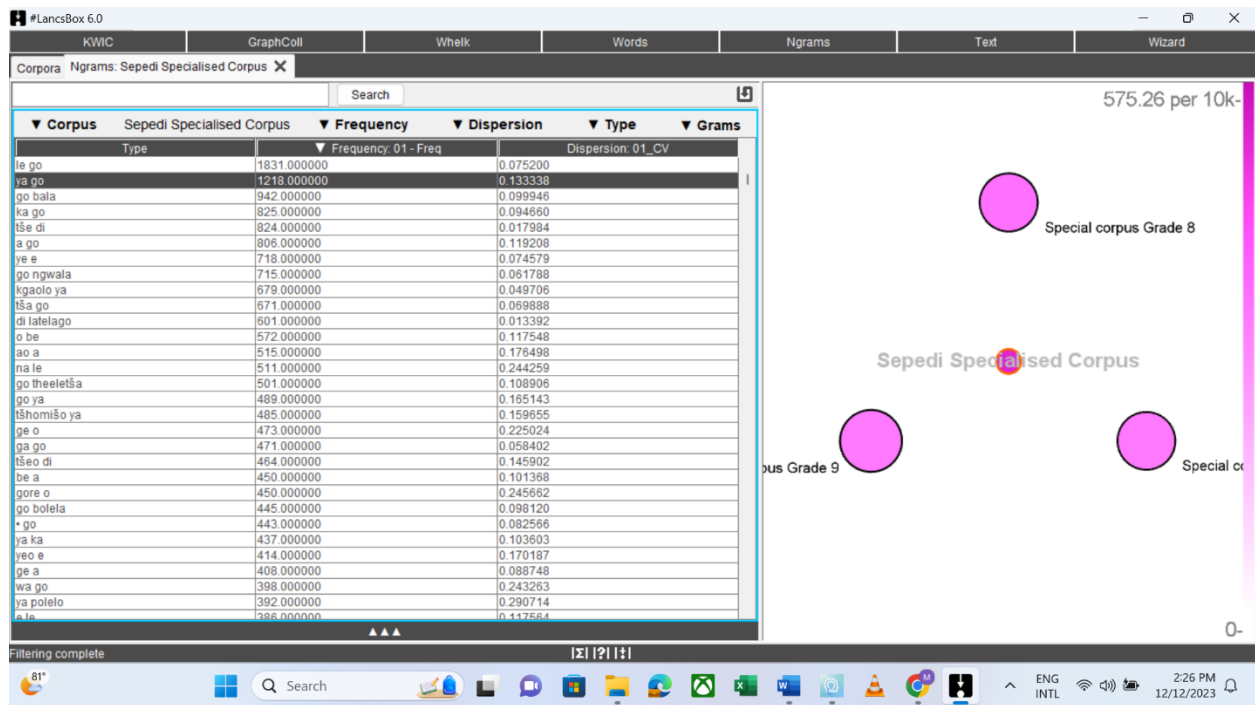 #LancsBox 6.0
KWIC GraphColl Whelk Words Ngrams Text Wizard
Corpora Ngrams: Sepedi Specialised Corpus
Search
▼ Corpus Sepedi Specialised Corpus ▼ Frequency ▼ Dispersion ▼ Type ▼ Grams
Type ▼ Frequency: 01 - Freq Dispersion: 01_CV
le go 1831.000000 0.075200
ya go 1218.000000 0.133338
go bala 942.000000 0.099946
ka go 825.000000 0.094660
tše di 824.000000 0.017984
a go 806.000000 0.119208
ye e 718.000000 0.074579
go ngwala 715.000000 0.061788
kgaolo ya 679.000000 0.049706
tša go 671.000000 0.069888
di latelago 601.000000 0.013392
o be 572.000000 0.117548
ao a 515.000000 0.176498
na le 511.000000 0.244259
go theeletša 501.000000 0.108906
go ya 489.000000 0.165143
tšhomišo ya 485.000000 0.159655
ge o 473.000000 0.225024
ga go 471.000000 0.058402
tšeo di 464.000000 0.145902
be a 450.000000 0.101368
gore o 450.000000 0.245662
go bolela 445.000000 0.098120
• go 443.000000 0.082566
ya ka 437.000000 0.103603
yeo e 414.000000 0.170187
ge a 408.000000 0.088748
wa go 398.000000 0.243263
ya polelo 392.000000 0.290714
e le 386.000000 0.117564
▲▲▲
575.26 per 10k-
Special corpus Grade 8
Sepedi Specialised Corpus
pus Grade 9
Special co
0-
Filtering complete |Σ| |?| |‡|
81°
Search
ENG
INTL
2:26 PM
12/12/2023